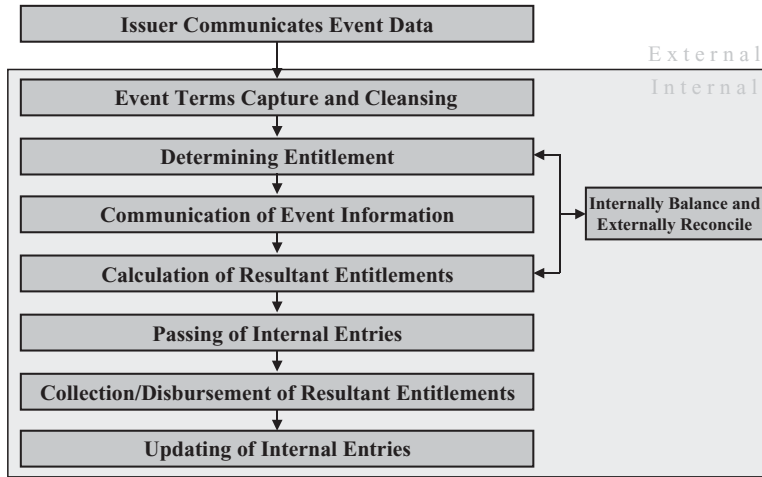 Issuer Communicates Event Data
External
Internal
Event Terms Capture and Cleansing
Determining Entitlement
Internally Balance and
Externally Reconcile
Communication of Event Information
Calculation of Resultant Entitlements
Passing of Internal Entries
Collection/Disbursement of Resultant Entitlements
Updating of Internal Entries